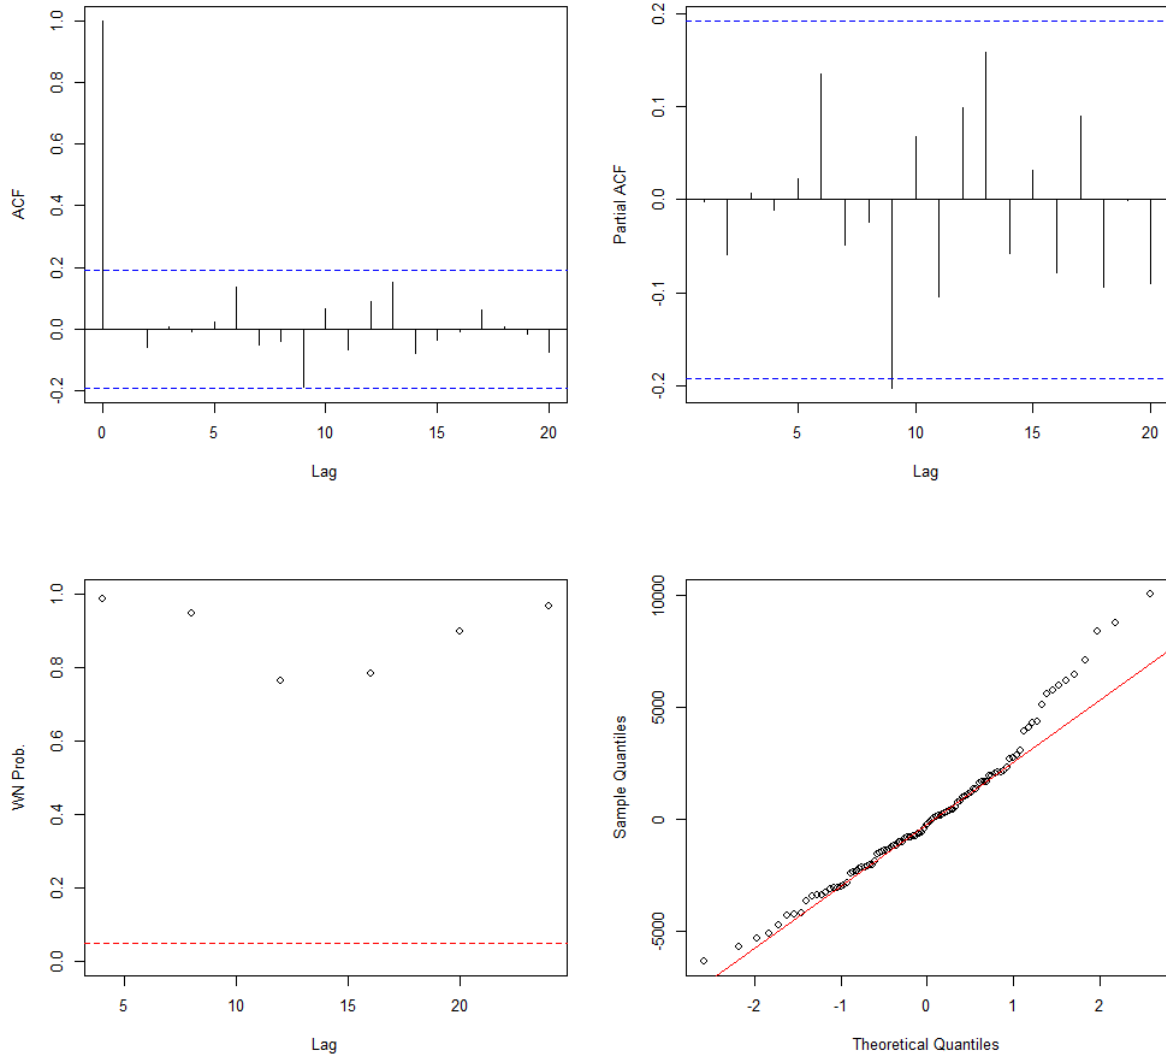 ACF
1.0
0.8
0.6
0.4
0.2
0.0
-0.2
0 5 10 15 20
Lag
Partial ACF
0.2
0.1
0.0
-0.1
-0.2
5 10 15 20
Lag
WN Prob.
1.0
0.8
0.6
0.4
0.2
0.0
5 10 15 20
Lag
Sample Quantiles
10000
5000
0
-5000
-2 -1 0 1 2
Theoretical Quantiles